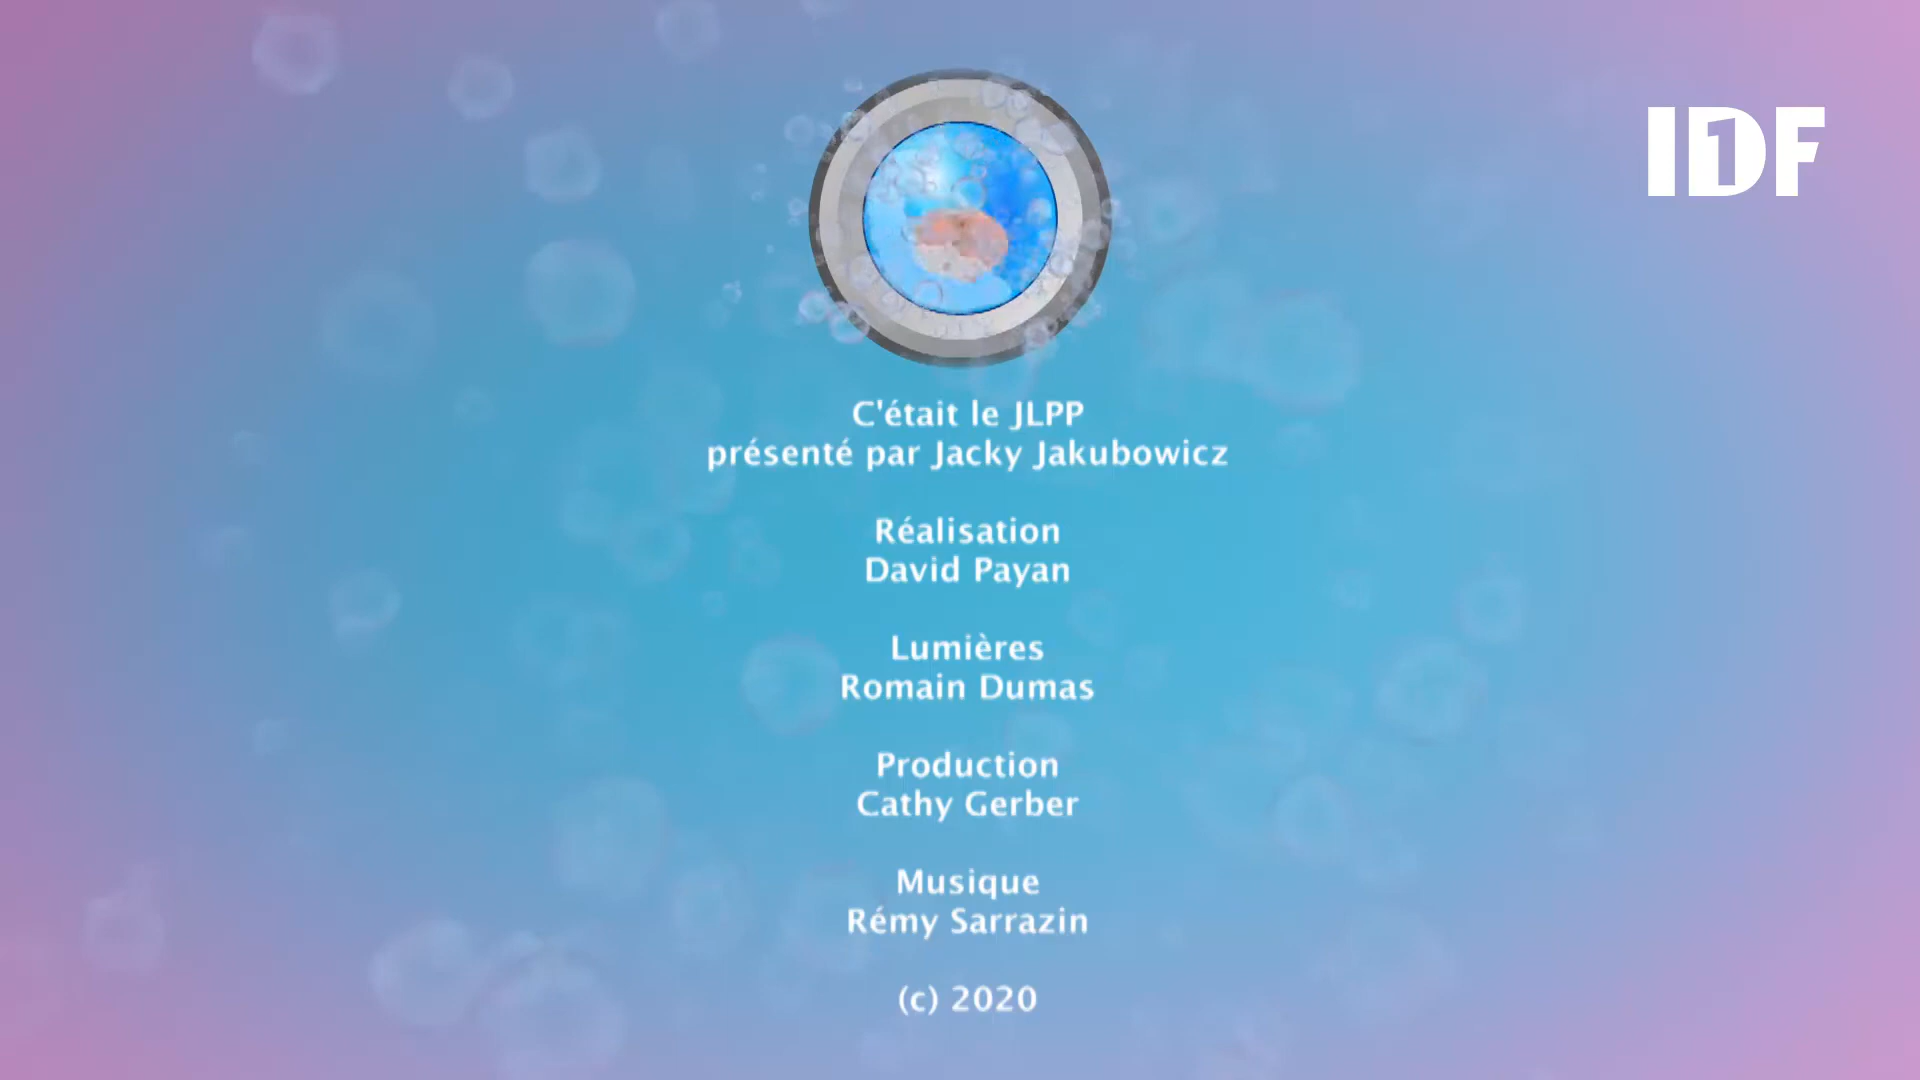 IDF1
C'était le JLPP
présenté par Jacky Jakubowicz
Réalisation
David Payan
Lumières
Romain Dumas
Production
Cathy Gerber
Musique
Rémy Sarrazin
(c) 2020